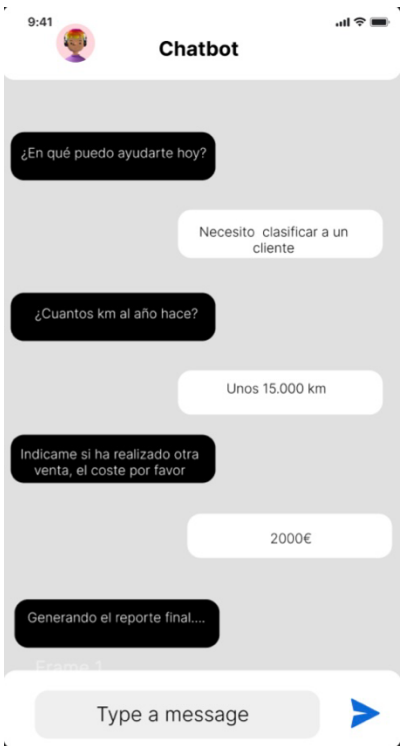 9:41
Chatbot
¿En qué puedo ayudarte hoy?
Necesito clasificar a un
cliente
¿Cuantos km al año hace?
Unos 15.000 km
Indicame si ha realizado otra
venta, el coste por favor
2000€
Generando el reporte final....
Frame 1
Type a message